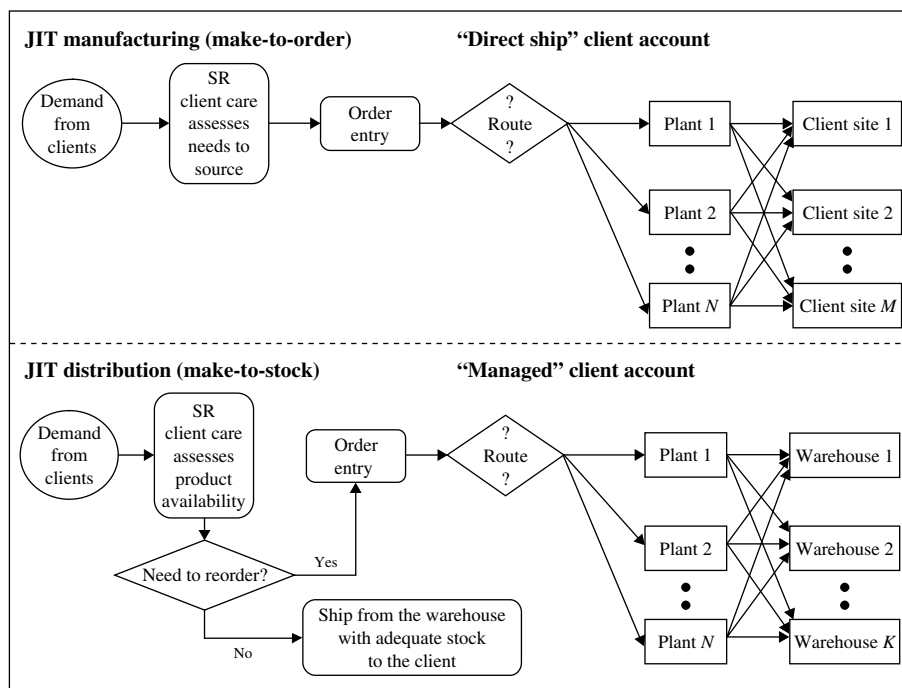 JIT manufacturing (make-to-order)
“Direct ship” client account
Demand
from
clients
SR
client care
assesses
needs to
source
Order
entry
?
Route
?
Plant 1
Client site 1
Plant 2
Client site 2
Plant N
Client site M
JIT distribution (make-to-stock)
“Managed” client account
Demand
from
clients
SR
client care
assesses
product
availability
Need to reorder?
Yes
No
Order
entry
Ship from the warehouse
with adequate stock
to the client
?
Route
?
Plant 1
Warehouse 1
Plant 2
Warehouse 2
Plant N
Warehouse K